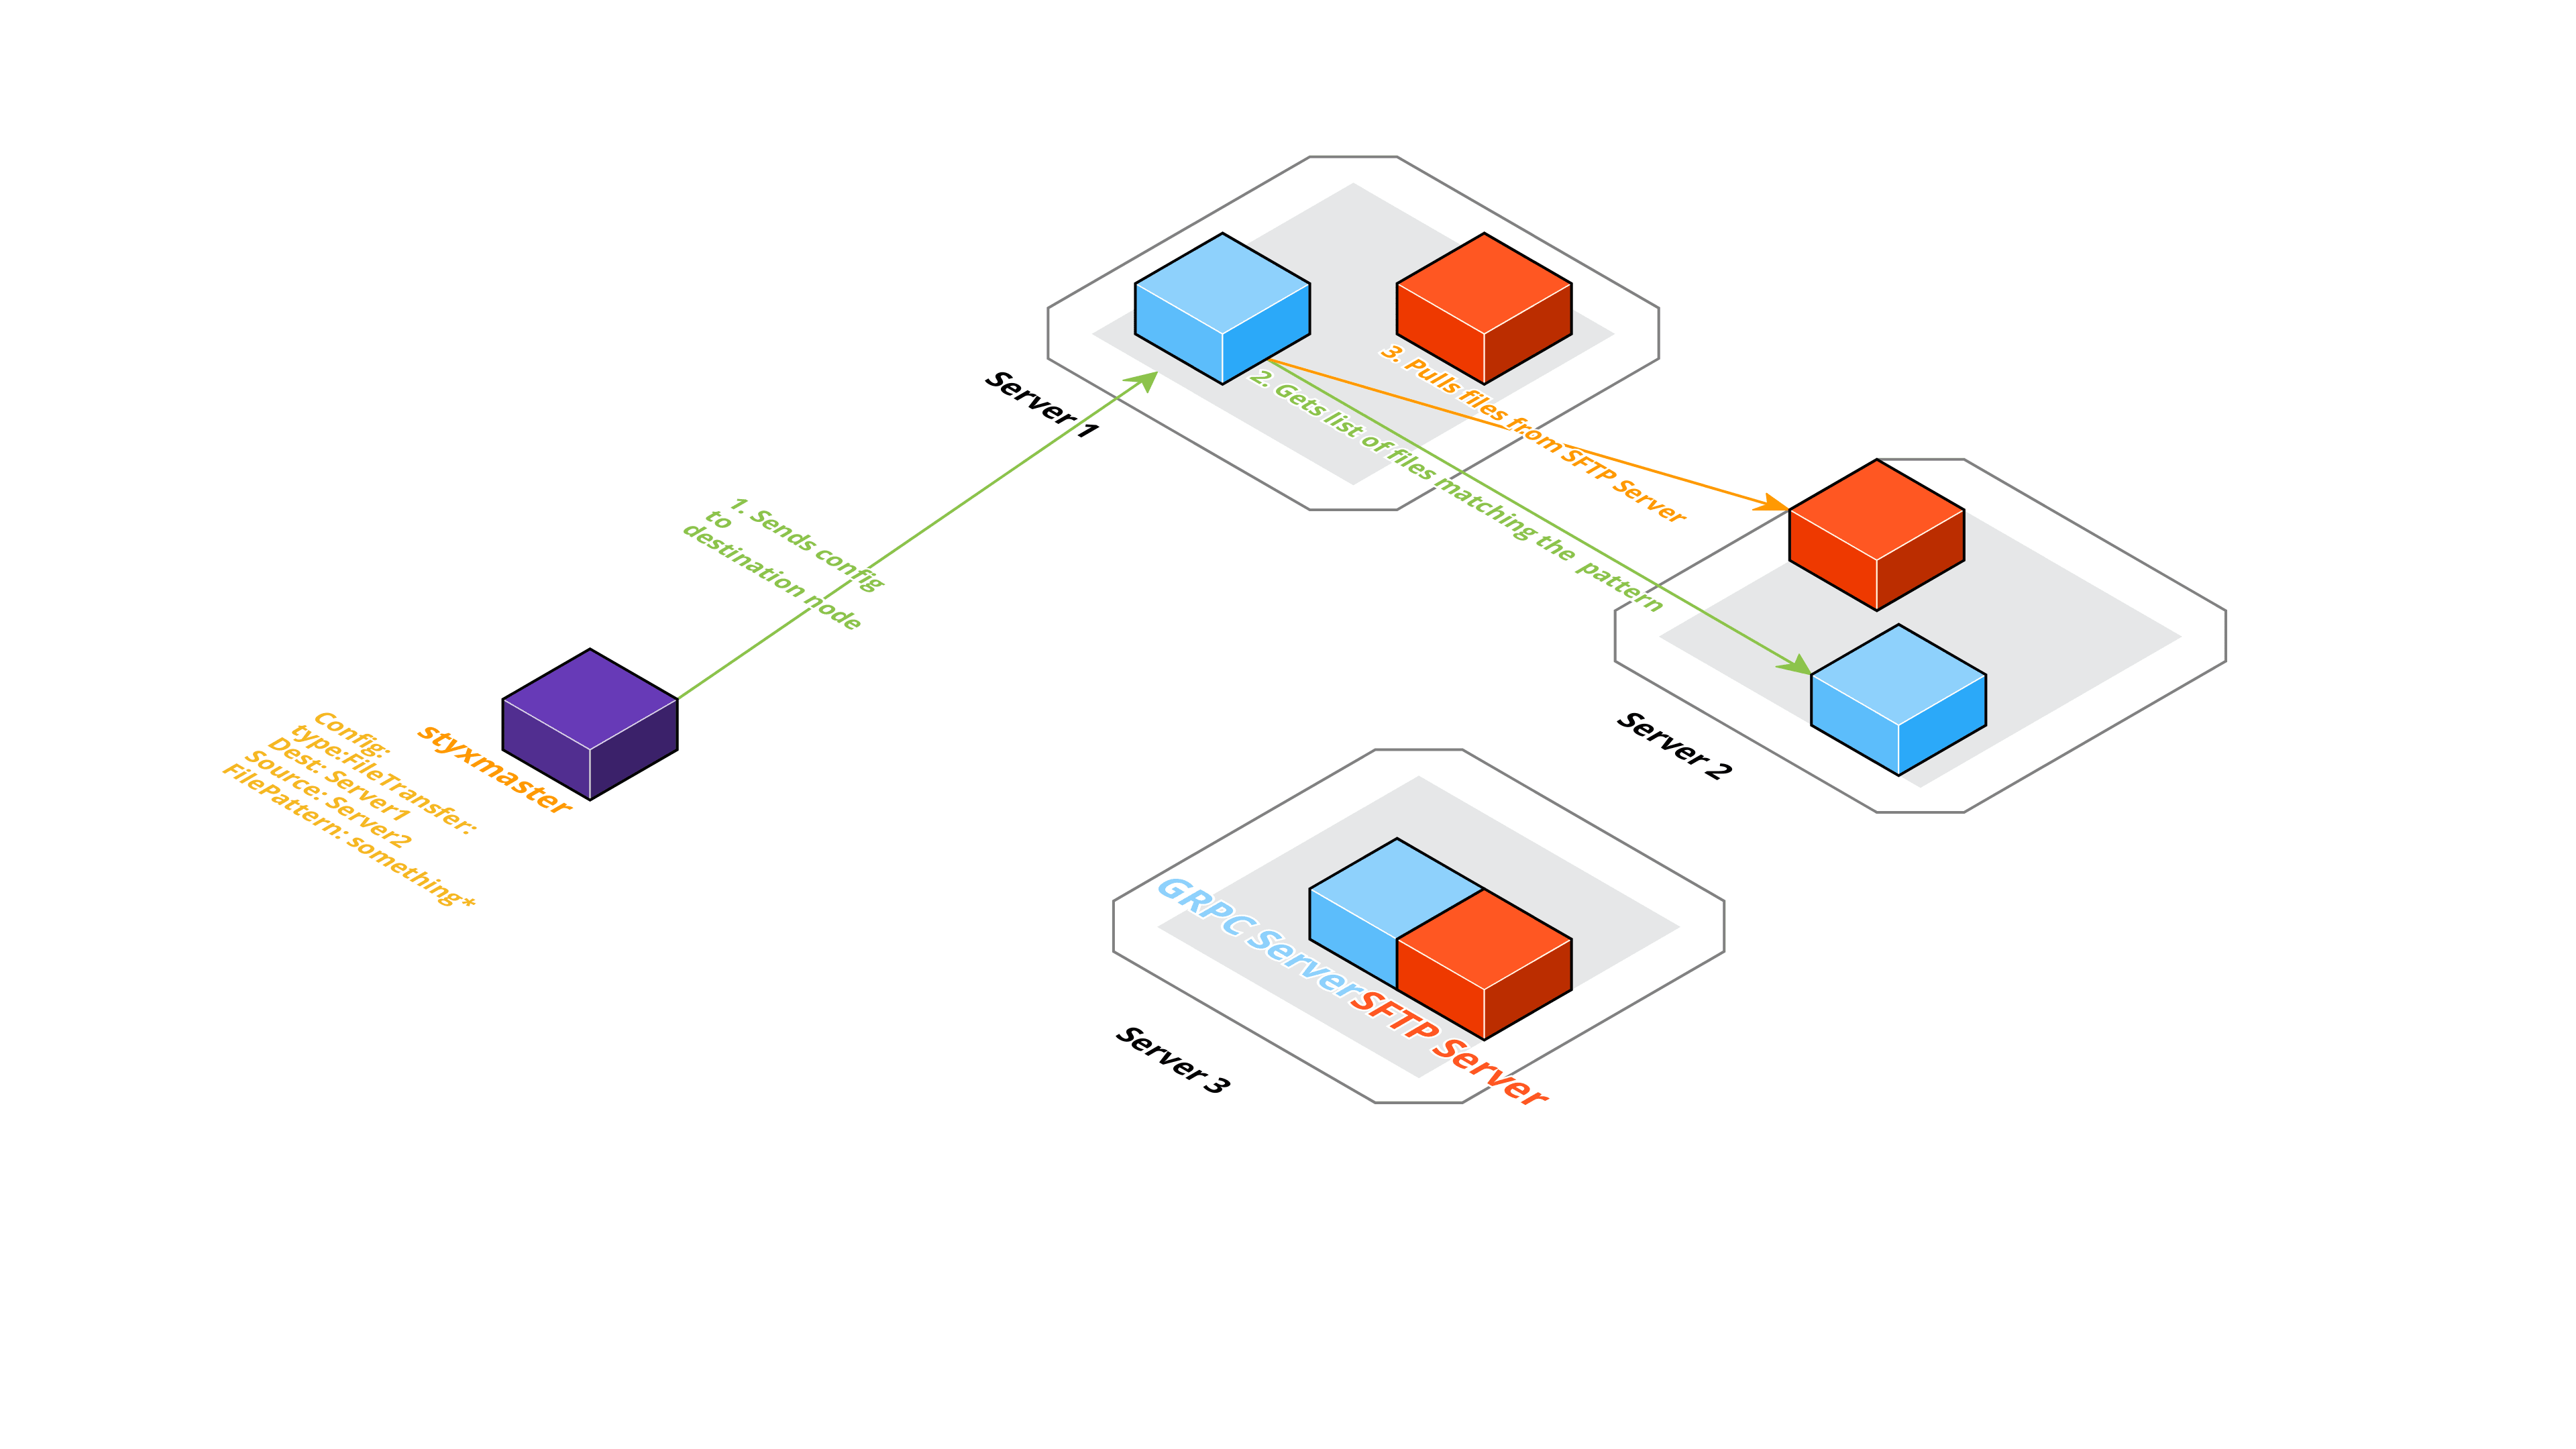 Server 1
3. Pulls files from SFTP Server
2. Gets list of files matching the pattern
1. Sends config
to
destination node
styxmaster
Config:
type:FileTransfer:
Dest: Server1
Source: Server2
FilePattern: something*
Server 2
GRPC Server
SFTP Server
Server 3